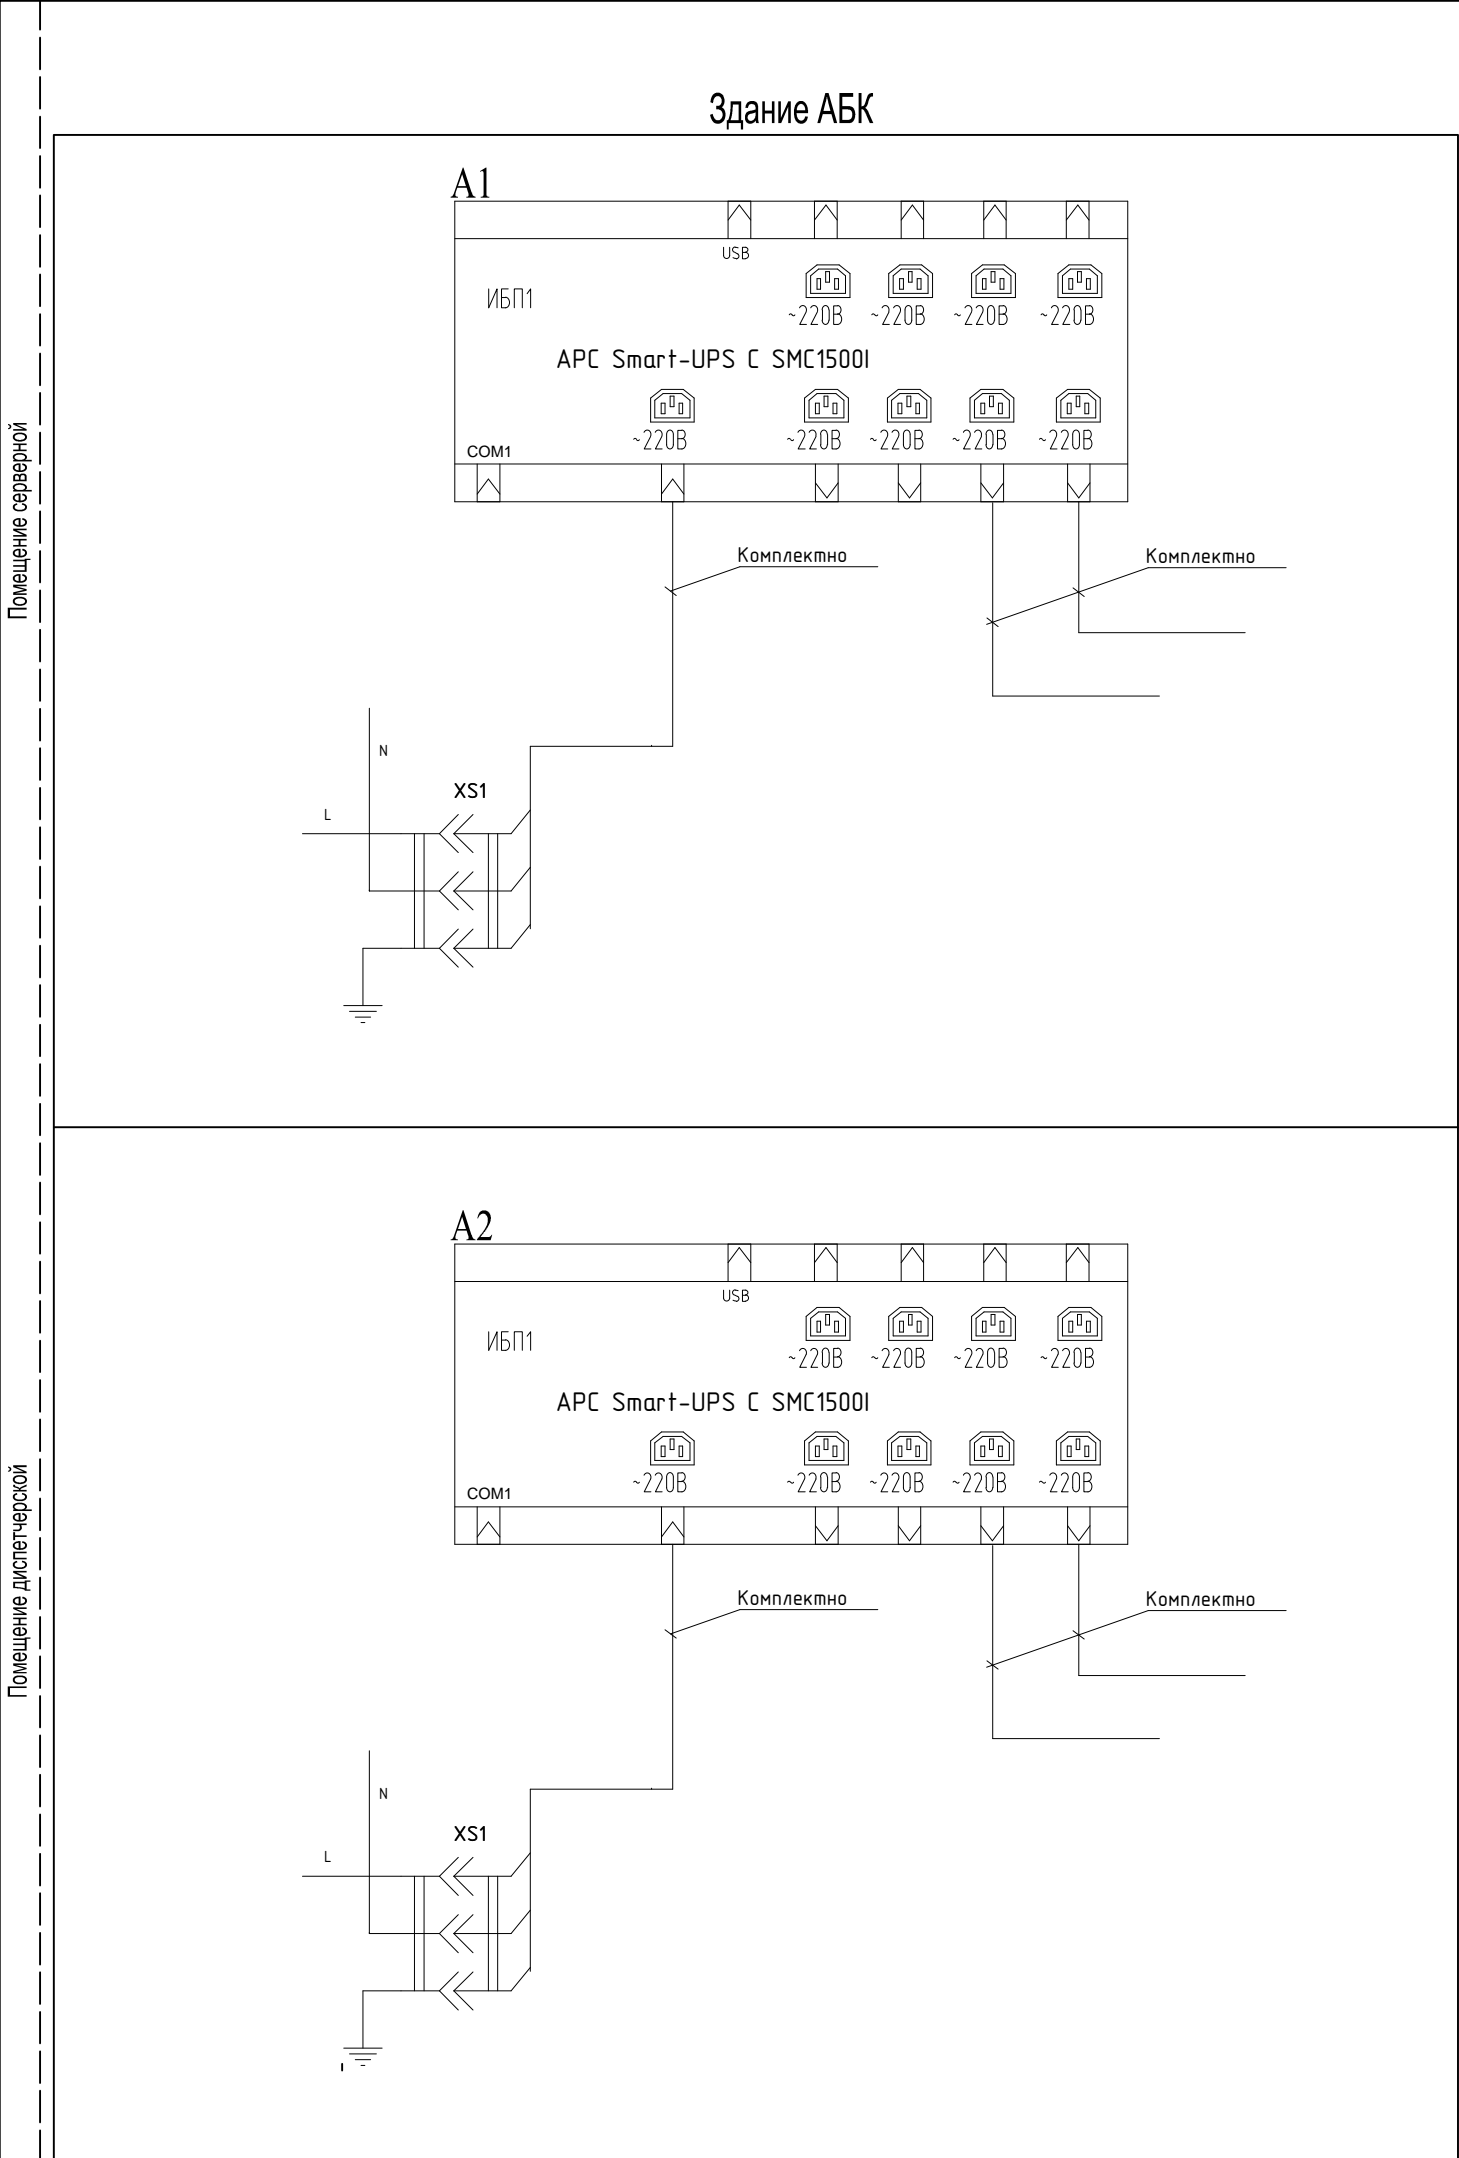 Здание АБК
Помещение серверной
A1
USB
ИБП1
~220В ~220В ~220В ~220В
APC Smart-UPS C SMC1500I
~220В ~220В ~220В ~220В ~220В
COM1
Комплектно
Комплектно
N
XS1
L
Помещение диспетчерской
A2
USB
ИБП1
~220В ~220В ~220В ~220В
APC Smart-UPS C SMC1500I
~220В ~220В ~220В ~220В ~220В
COM1
Комплектно
Комплектно
N
XS1
L